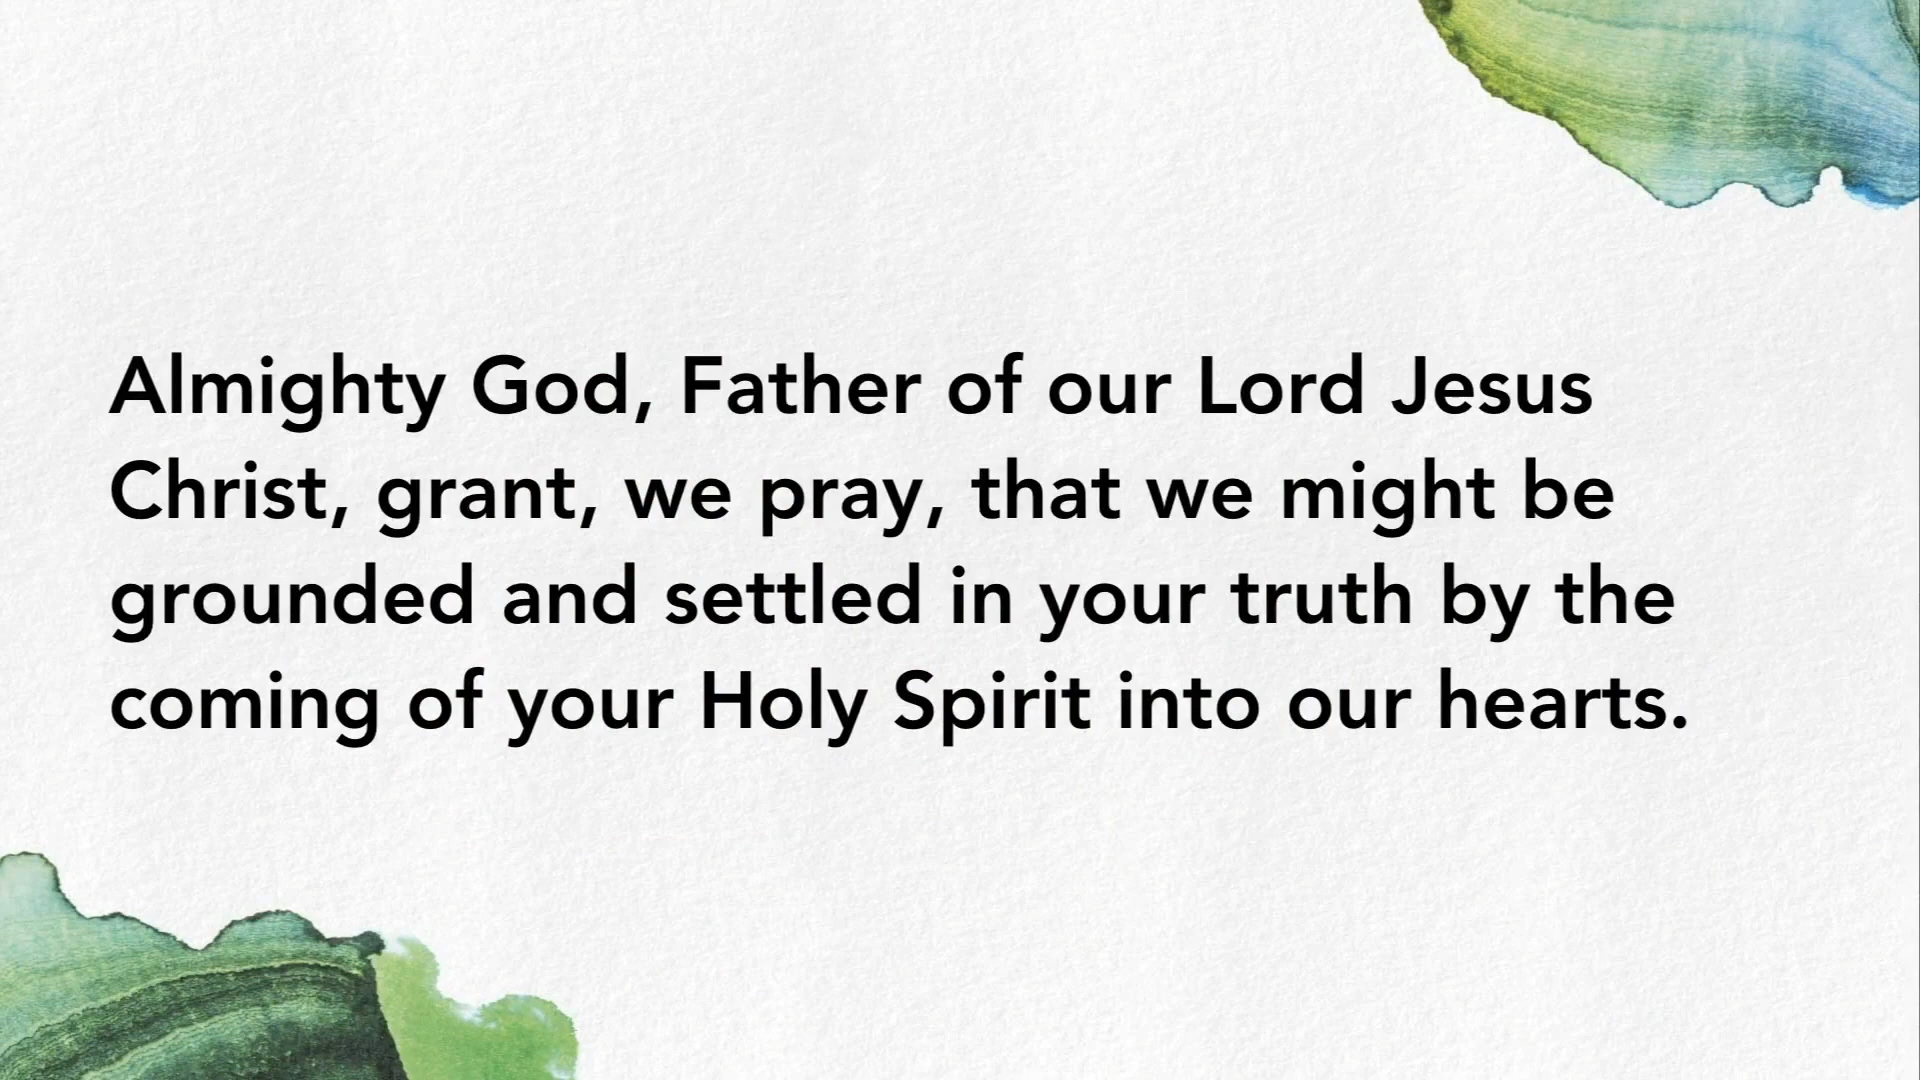 Almighty God, Father of our Lord Jesus
Christ, grant, we pray, that we might be
grounded and settled in your truth by the
coming of your Holy Spirit into our hearts.